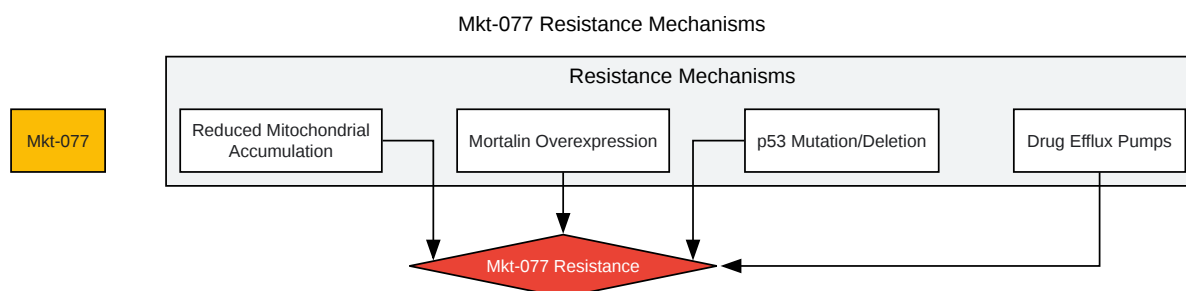 Mkt-077 Resistance Mechanisms
Resistance Mechanisms
Mkt-077
Reduced Mitochondrial
Accumulation
Mortalin Overexpression
p53 Mutation/Deletion
Drug Efflux Pumps
Mkt-077 Resistance